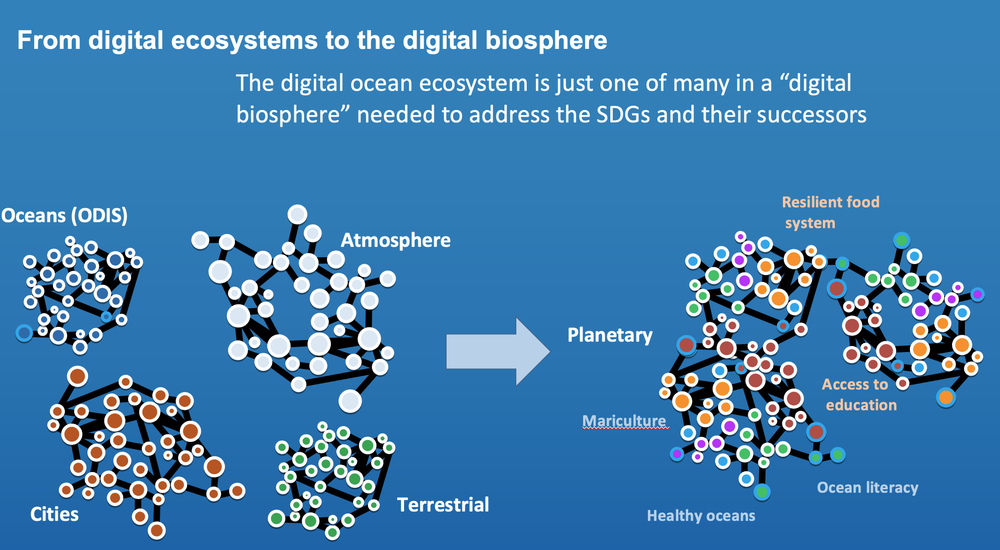 From digital ecosystems to the digital biosphere
The digital ocean ecosystem is just one of many in a “digital
biosphere” needed to address the SDGs and their successors
Oceans (ODIS)
Atmosphere
Cities
Terrestrial
Planetary
Resilient food
system
Access to
education
Mariculture
Ocean literacy
Healthy oceans